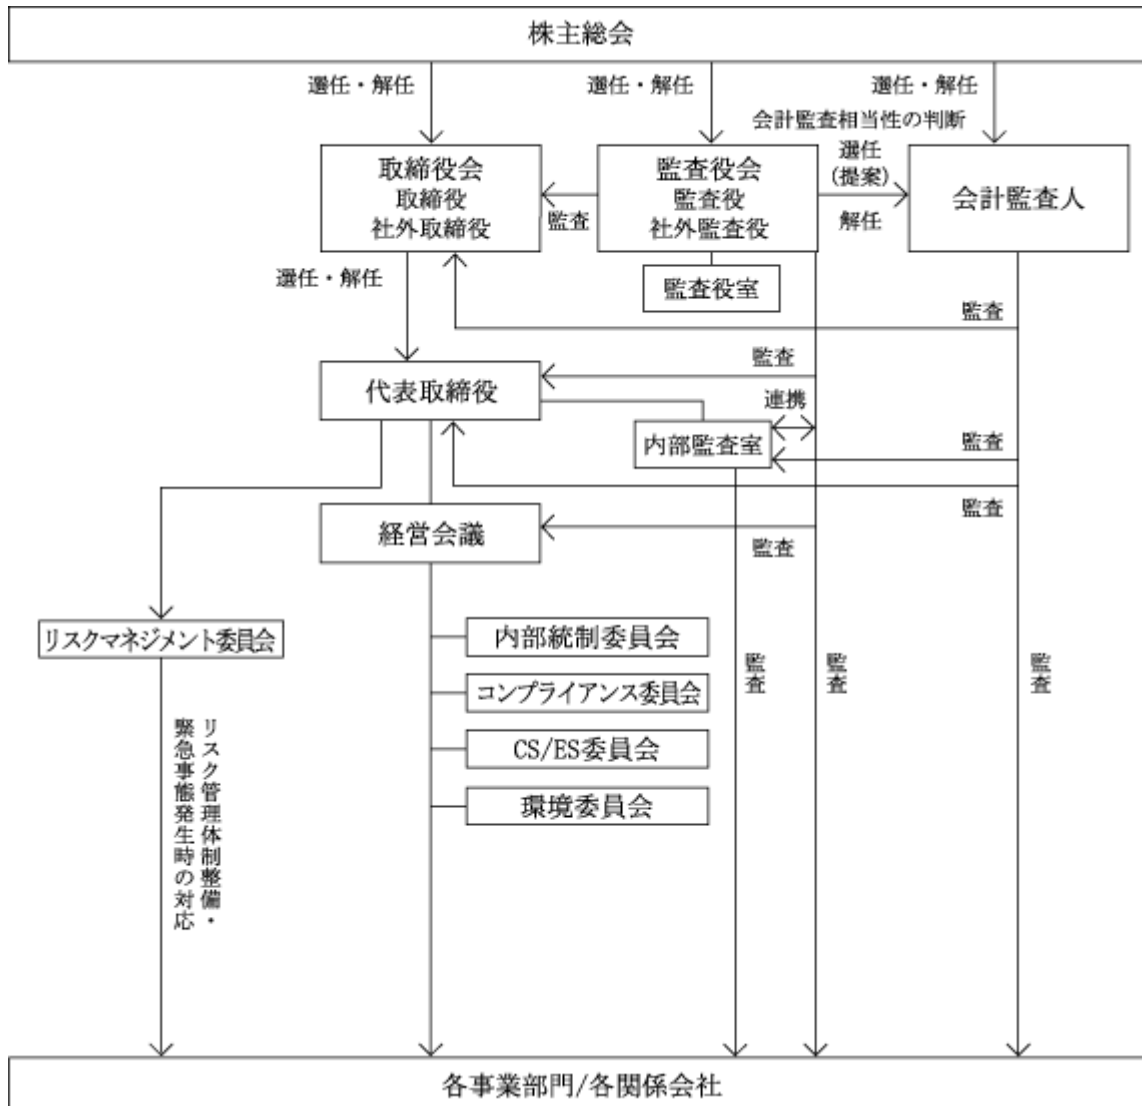 株主総会
選任・解任
選任・解任
選任・解任
会計監査相当性の判断
取締役会
取締役
社外取締役
監査
監査役会
監査役
社外監査役
選任
(提案)
解任
会計監査人
選任・解任
監査役室
監査
監査
代表取締役
連携
内部監査室
監査
監査
経営会議
監査
リスクマネジメント委員会
内部統制委員会
コンプライアンス委員会
CS/ES委員会
環境委員会
監査
監査
監査
リスク管理体制整備・
緊急事態発生時の対応
各事業部門/各関係会社